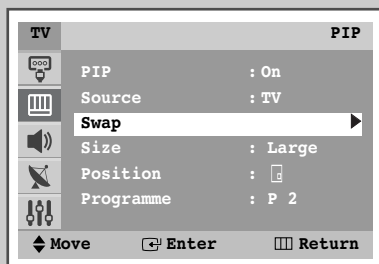 TV PIP
PIP : On
Source : TV
Swap
Size : Large
Position :
Programme : P 2
Move Enter Return